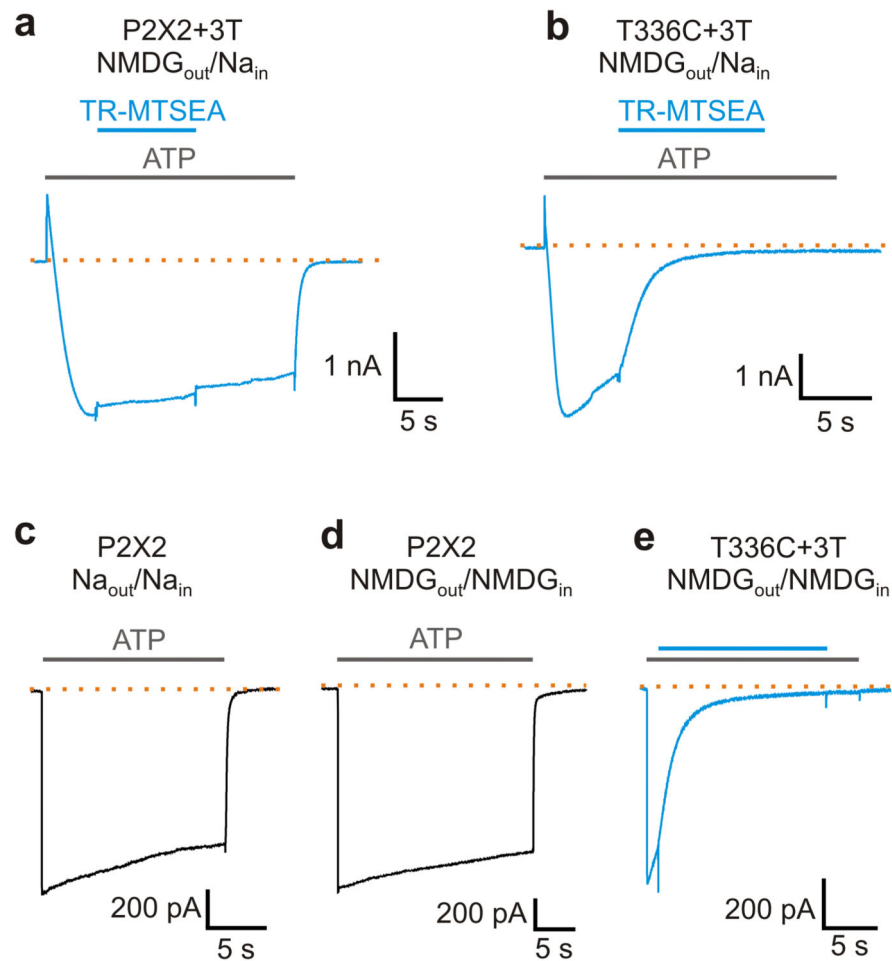 a
P2X2+3T
NMDGout/Nain
TR-MTSEA
ATP
1 nA
5 s
b
T336C+3T
NMDGout/Nain
TR-MTSEA
ATP
1 nA
5 s
c
P2X2
Naout/Nain
ATP
200 pA
5 s
d
P2X2
NMDGout/NMDGin
ATP
200 pA
5 s
e
T336C+3T
NMDGout/NMDGin
200 pA
5 s